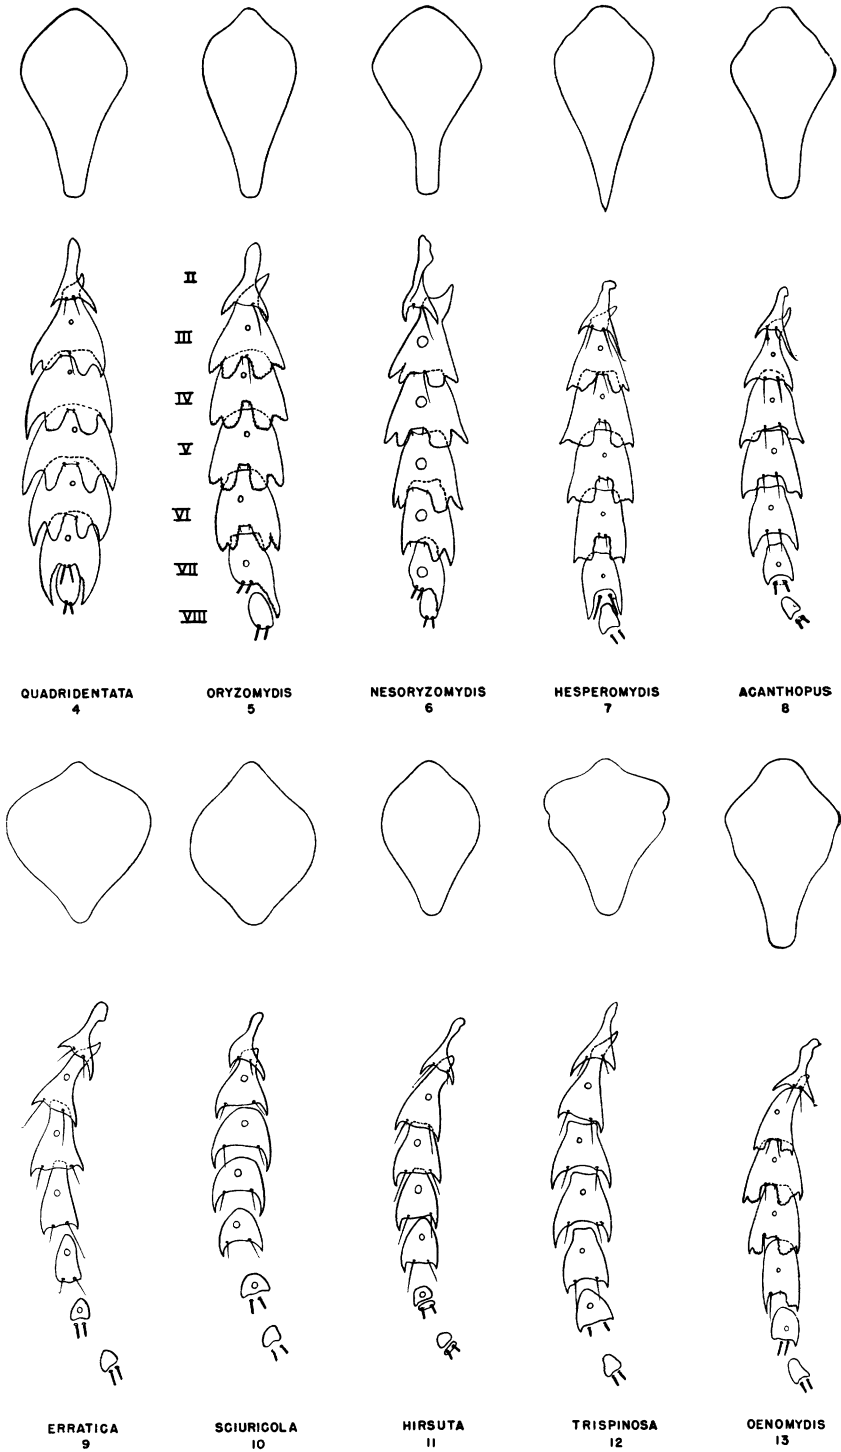 II
III
IV
V
VI
VII
VIII
QUADRIDENTATA ORYZOMYDIS NESORYZOMYDIS HESPEROMYDIS ACANTHOPUS
4 5 6 7 8
ERRATICA SCIURICOLA HIRSUTA TRISPINOSA OENOMYDIS
9 10 11 12 13